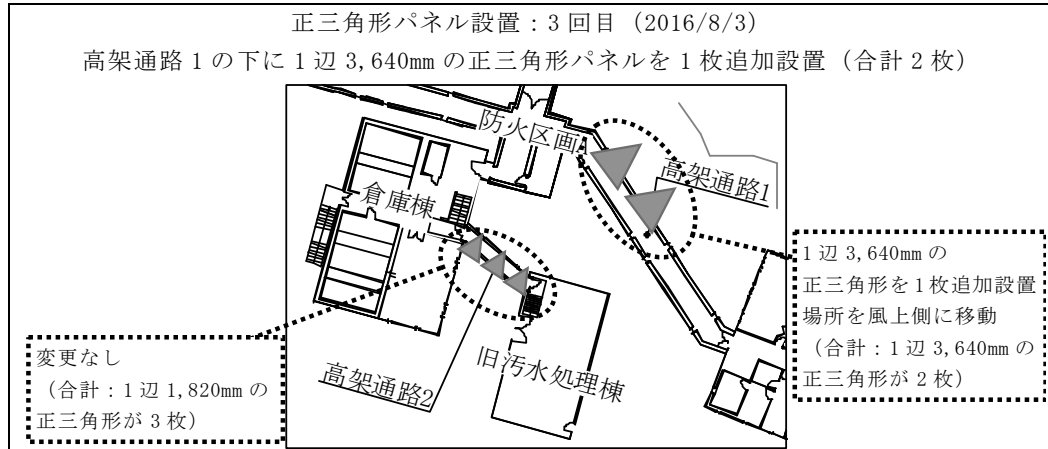 正三角形パネル設置：3回目（2016/8/3）
高架通路1の下に1辺3,640mmの正三角形パネルを1枚追加設置（合計2枚）
防火区画A
高架通路1
倉庫棟
1辺3,640mmの
正三角形を1枚追加設置
場所を風上側に移動
（合計：1辺3,640mmの
正三角形が2枚）
変更なし
（合計：1辺1,820mmの
正三角形が3枚）
高架通路2
旧汚水処理棟